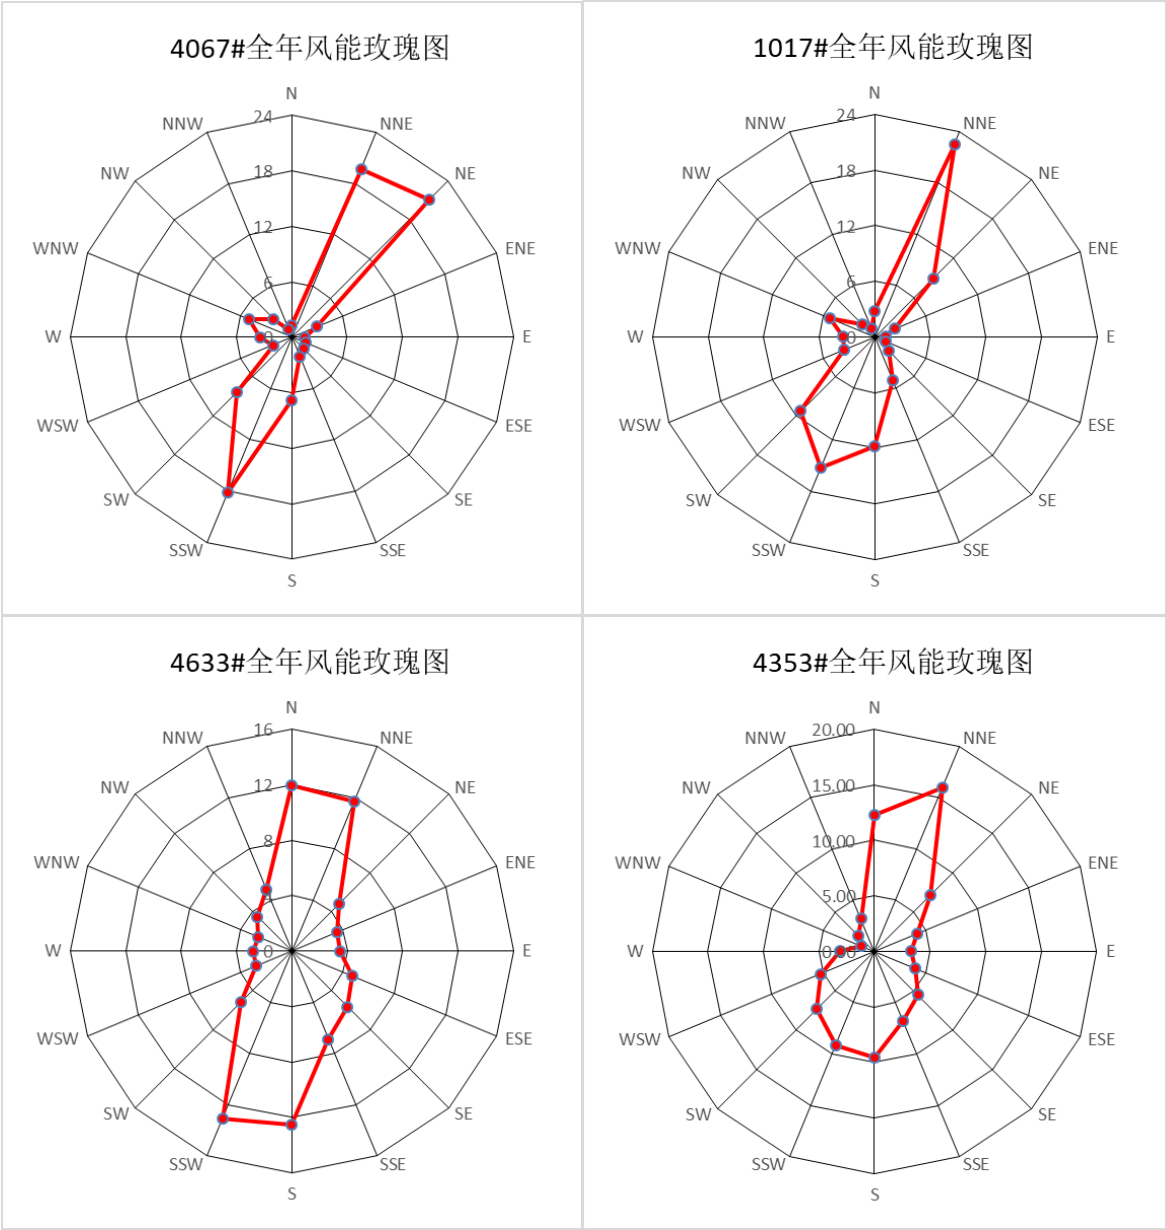 4067#全年风能玫瑰图
N
24
NNW
NNE
18
NW
NE
12
WNW
ENE
6
W
0
E
WSW
ESE
SW
SE
SSW
SSE
S
1017#全年风能玫瑰图
N
24
NNW
NNE
18
NW
NE
12
WNW
ENE
6
W
0
E
WSW
ESE
SW
SE
SSW
SSE
S
4633#全年风能玫瑰图
N
16
NNW
NNE
12
NW
NE
8
WNW
ENE
4
W
0
E
WSW
ESE
SW
SE
SSW
SSE
S
4353#全年风能玫瑰图
N
20.00
NNW
NNE
15.00
NW
NE
10.00
WNW
ENE
5.00
W
0.00
E
WSW
ESE
SW
SE
SSW
SSE
S